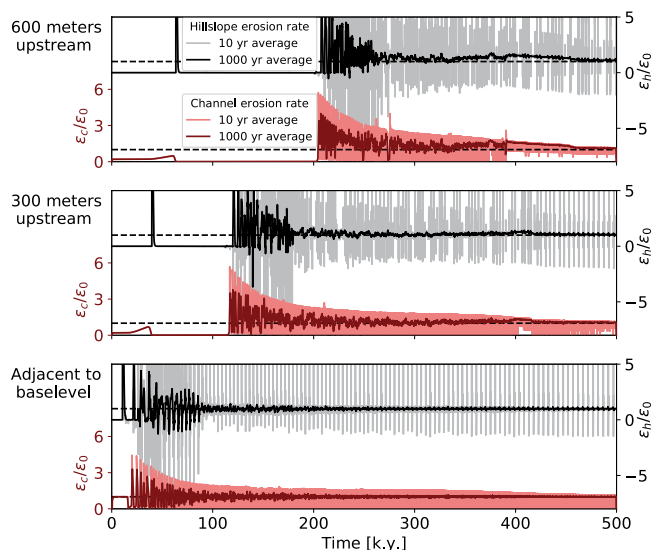 600 meters
upstream
Hillslope erosion rate
10 year average
1000 yr average
Channel erosion rate
10 yr average
1000 yr average
6
3
0
εc/ε0
5
0
−5
εh/ε0
300 meters
upstream
6
3
0
εc/ε0
5
0
−5
εh/ε0
Adjacent to
baselevel
6
3
0
εc/ε0
5
0
−5
εh/ε0
0 100 200 300 400 500
Time [k.y.]